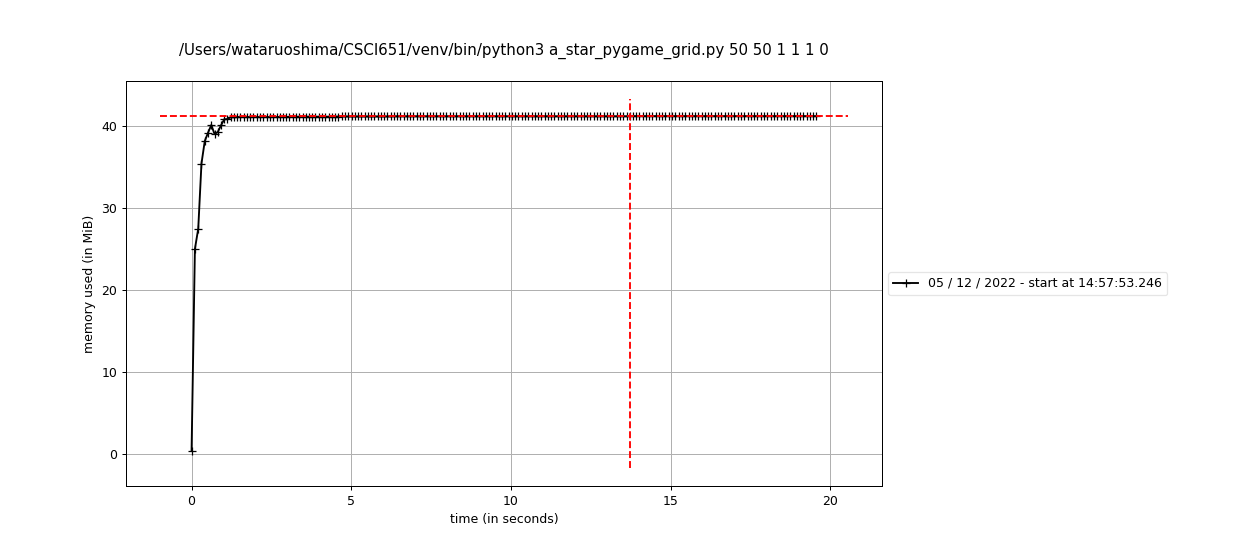 /Users/wataruoshima/CSCI651/venv/bin/python3 a_star_pygame_grid.py 50 50 1 1 1 0
40
30
20
10
0
memory used (in MiB)
0 5 10 15 20
time (in seconds)
05 / 12 / 2022 - start at 14:57:53.246